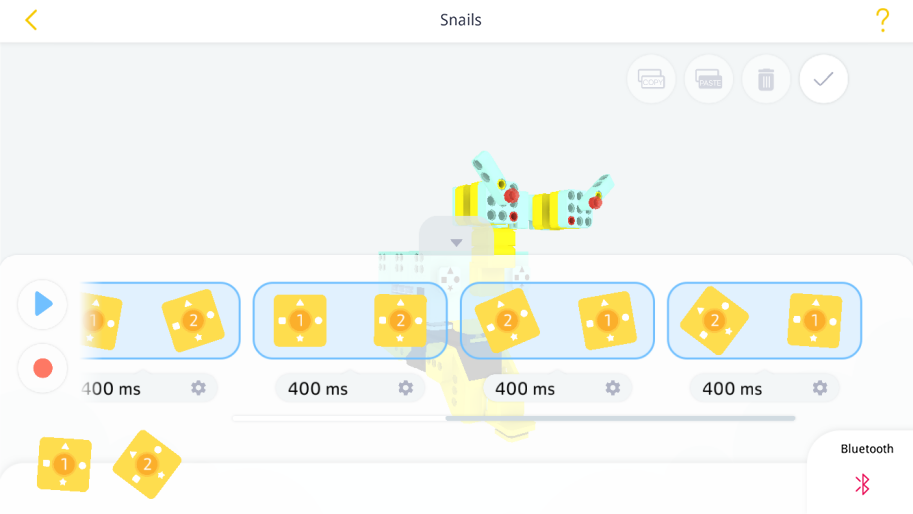 Snails
COPY
PASTE
1 2 1 2 2 1 2 1
400 ms 400 ms 400 ms 400 ms
1 2
Bluetooth